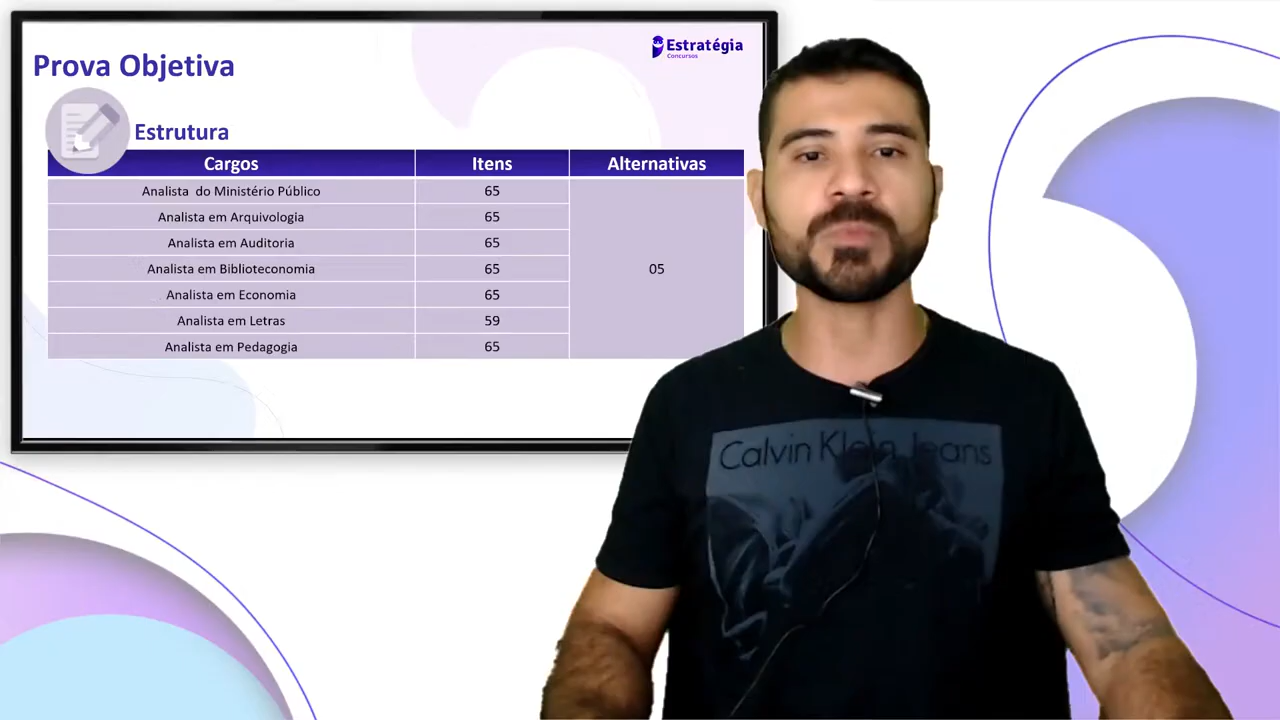 Estratégia
Concursos
Prova Objetiva
Estrutura
Cargos Itens Alternativas
Analista do Ministério Público 65
Analista em Arquivologia 65
Analista em Auditoria 65
Analista em Biblioteconomia 65 05
Analista em Economia 65
Analista em Letras 59
Analista em Pedagogia 65
Calvin Klein Jeans